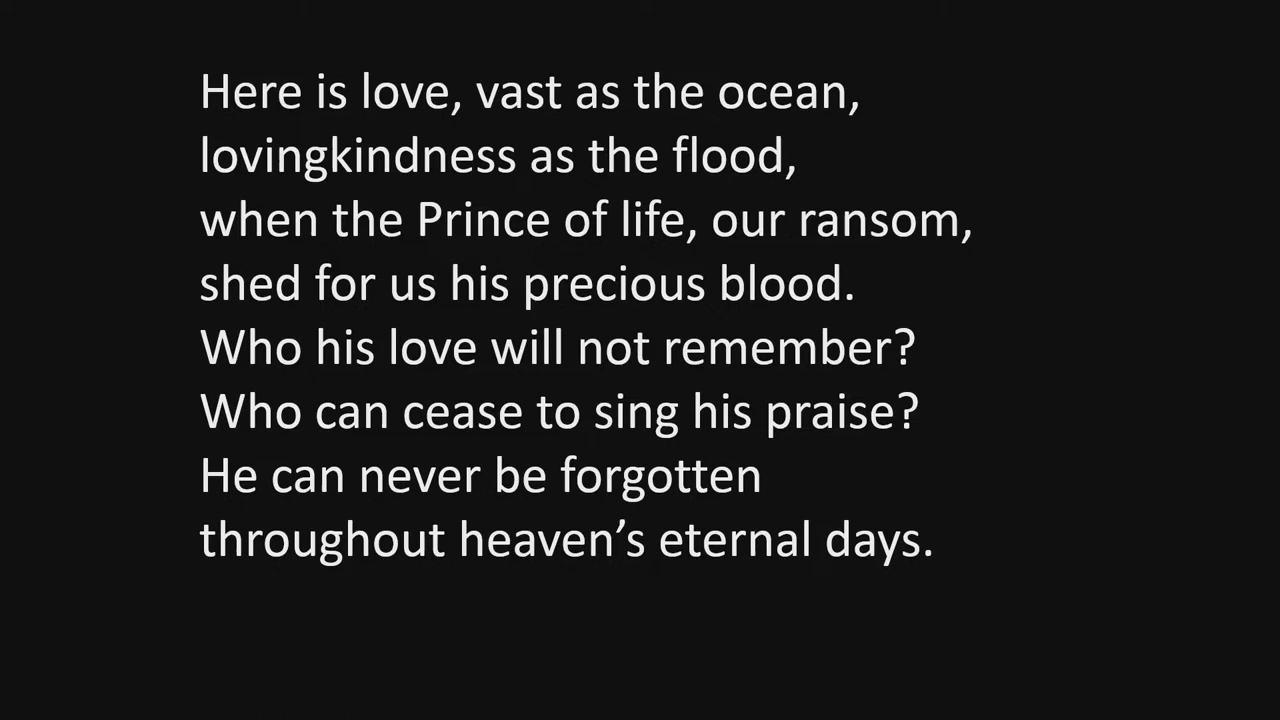 Here is love, vast as the ocean,
lovingkindness as the flood,
when the Prince of life, our ransom,
shed for us his precious blood.
Who his love will not remember?
Who can cease to sing his praise?
He can never be forgotten
throughout heaven’s eternal days.